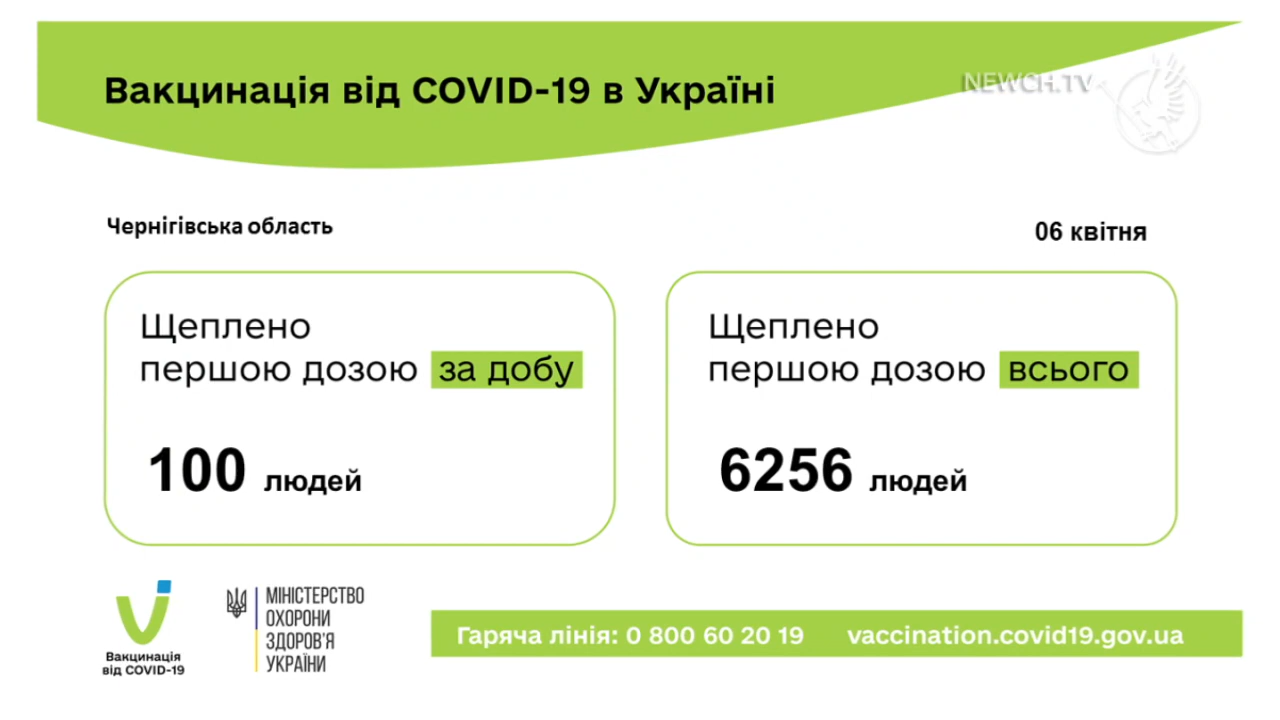 Вакцинація від COVID-19 в Україні
NEWCH.TV
Чернігівська область
06 квітня
Щеплено
першою дозою за добу
100 людей
Щеплено
першою дозою всього
6256 людей
Вакцинація
від COVID-19
МІНІСТЕРСТВО
ОХОРОНИ
ЗДОРОВ'Я
УКРАЇНИ
Гаряча лінія: 0 800 60 20 19 vaccination.covid19.gov.ua